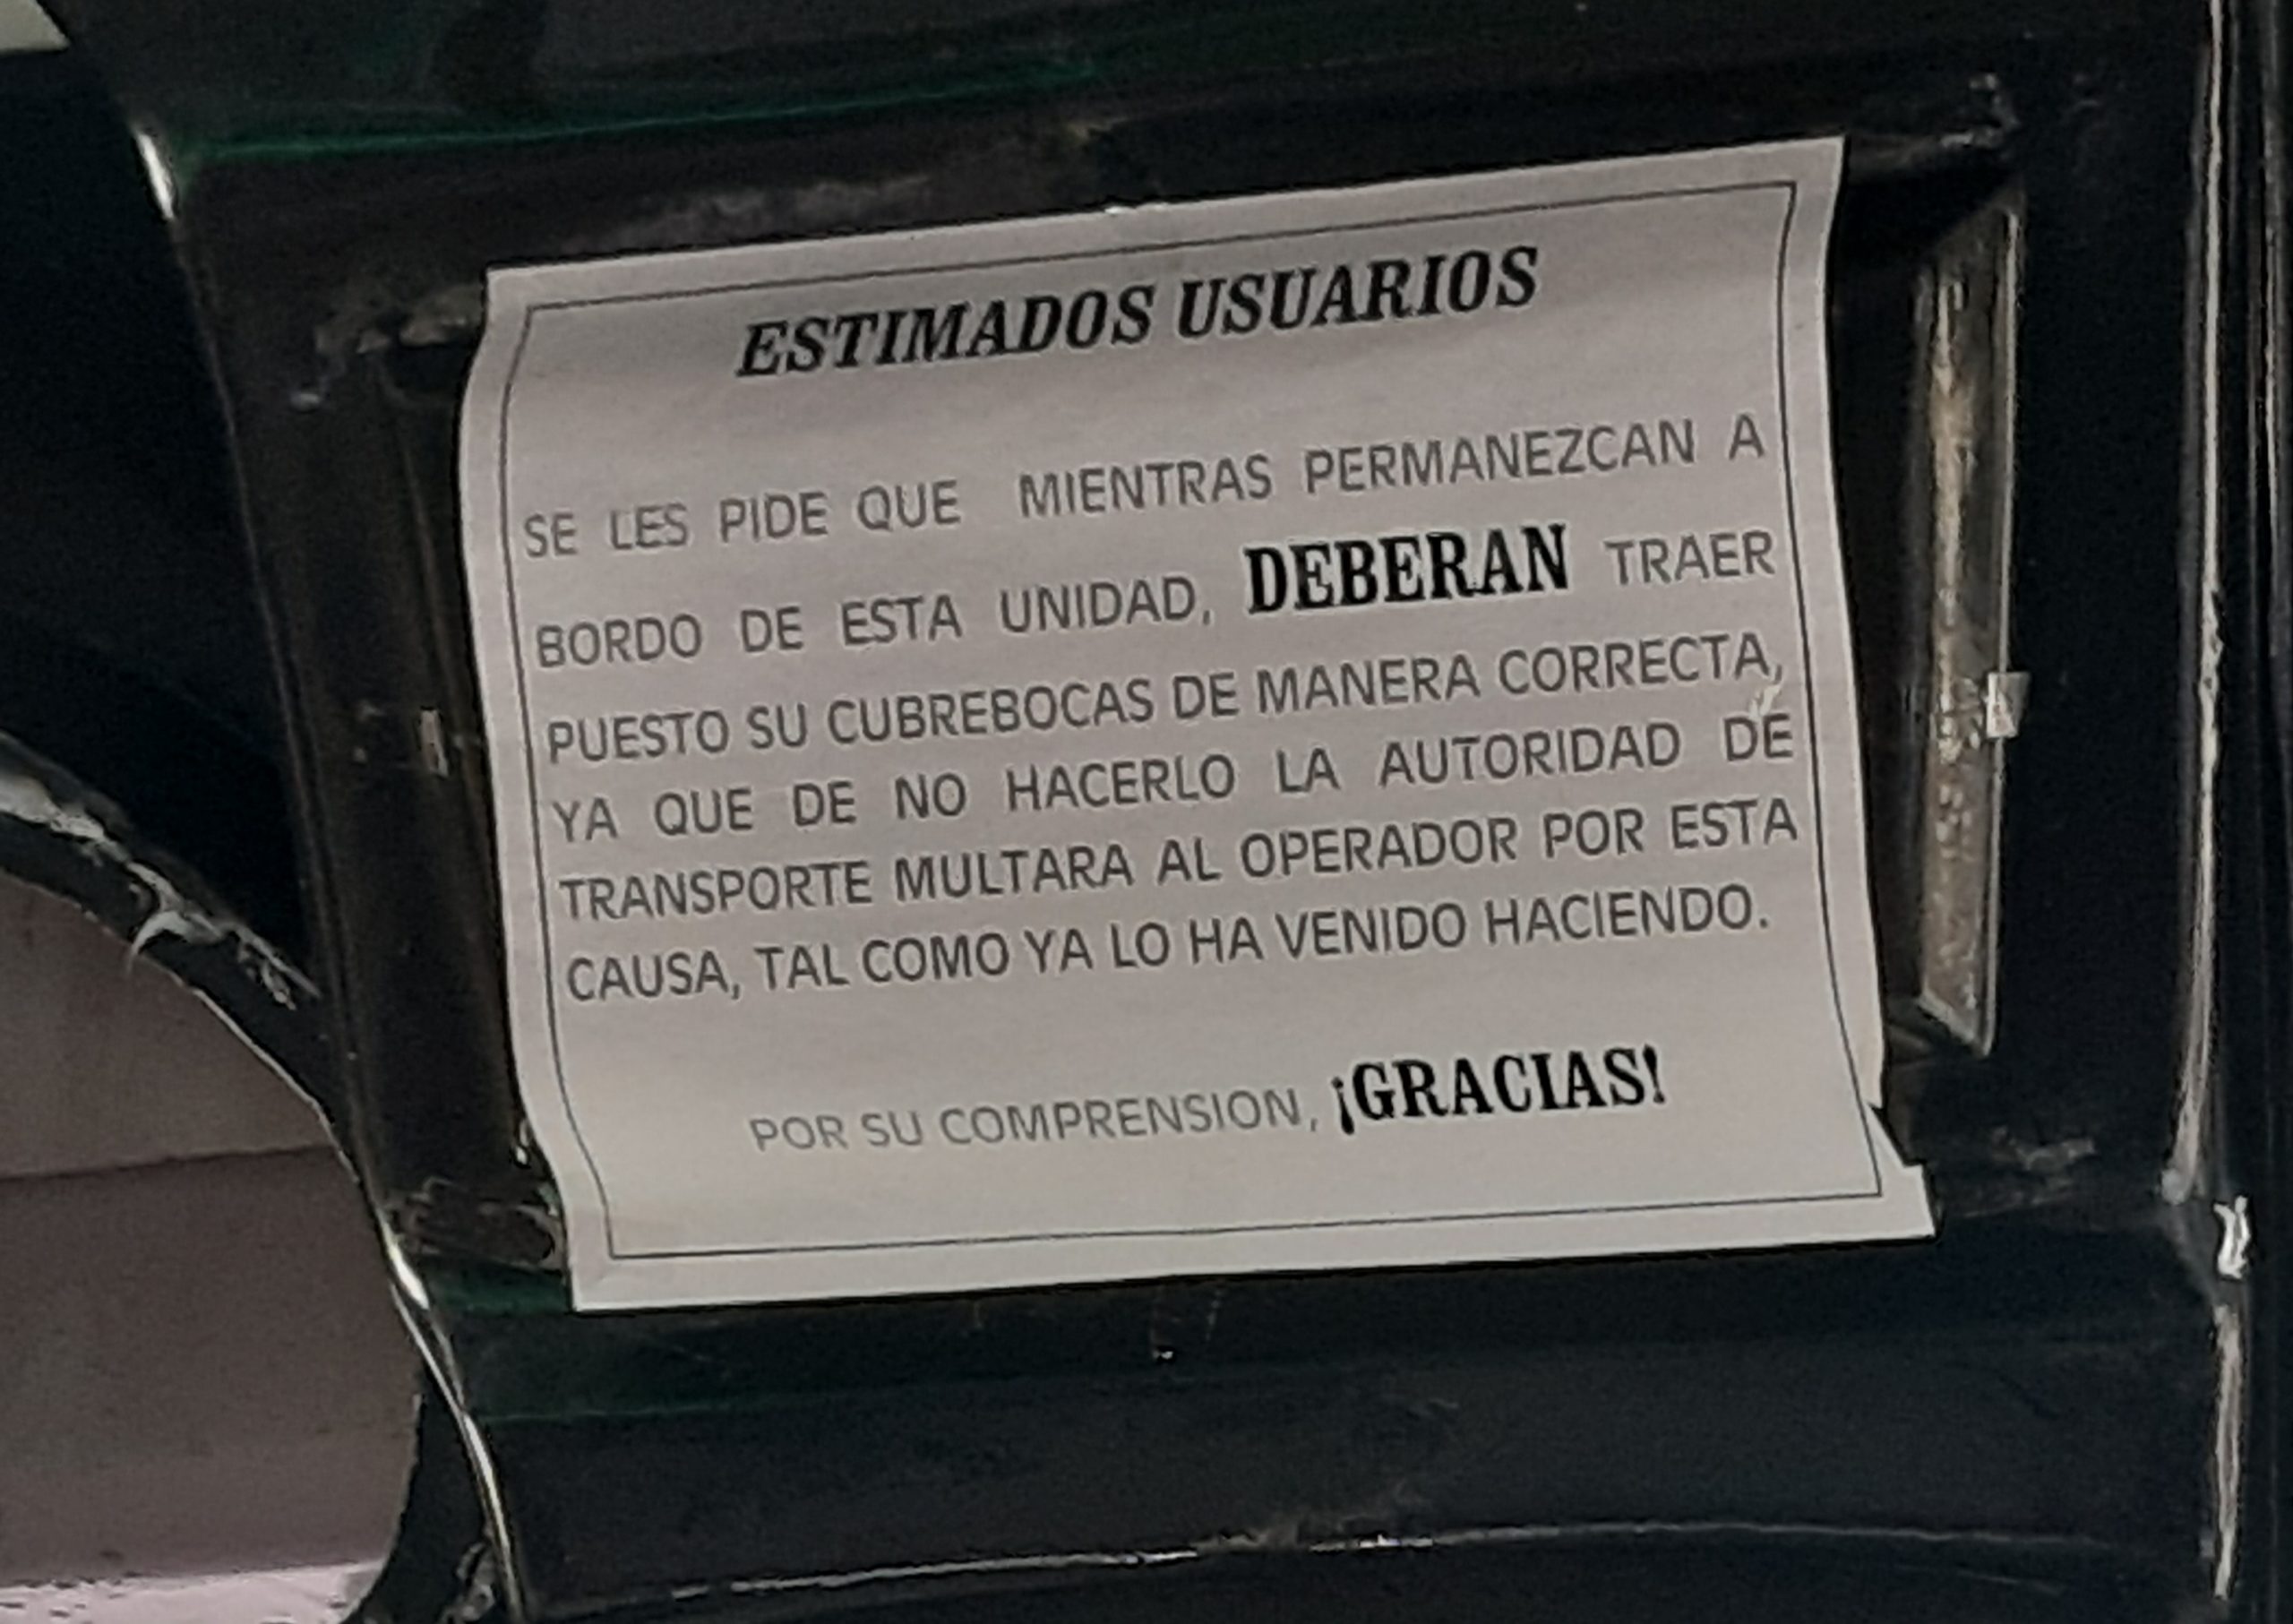 ESTIMADOS USUARIOS
SE LES PIDE QUE MIENTRAS PERMANEZCAN A
BORDO DE ESTA UNIDAD, DEBERAN TRAER
PUESTO SU CUBREBOCAS DE MANERA CORRECTA,
YA QUE DE NO HACERLO LA AUTORIDAD DE
TRANSPORTE MULTARA AL OPERADOR POR ESTA
CAUSA, TAL COMO YA LO HA VENIDO HACIENDO.
POR SU COMPRENSION, ¡GRACIAS!